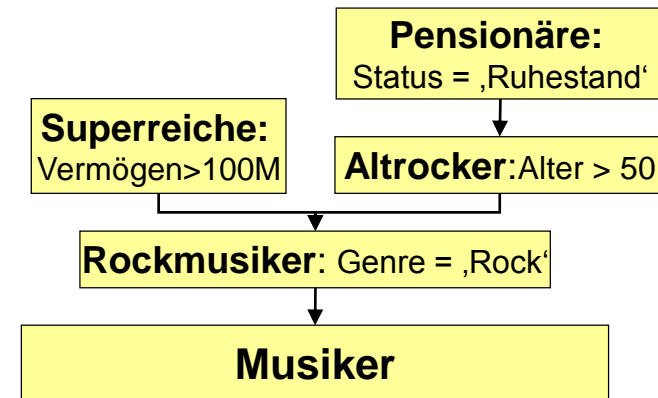 Pensionäre:
Status = ‚Ruhestand‘
Superreiche:
Vermögen>100M
Altrocker:Alter > 50
Rockmusiker: Genre = ‚Rock‘
Musiker